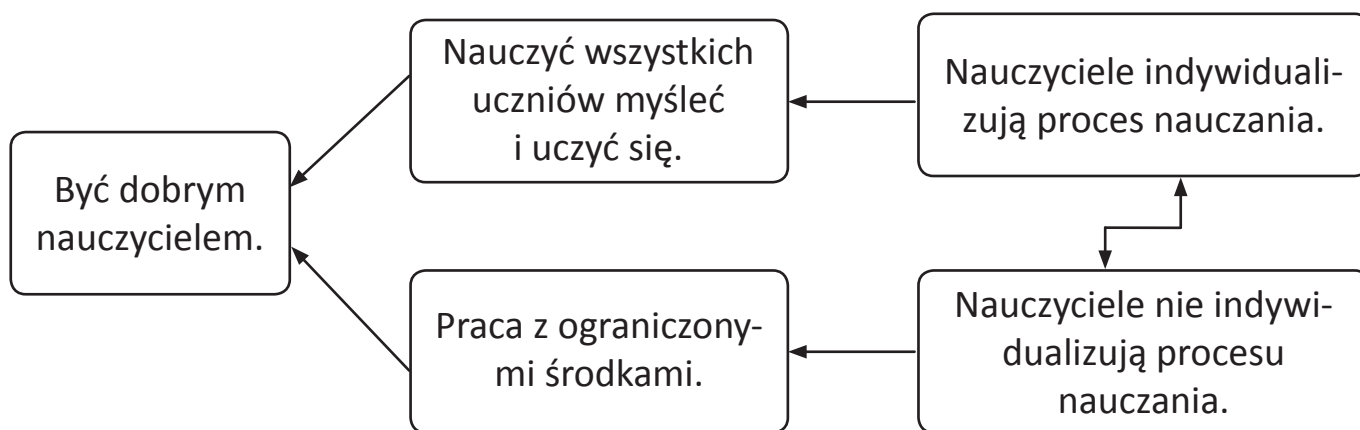 Być dobrym
nauczycielem.
Nauczyć wszystkich
uczniów myśleć
i uczyć się.
Nauczyciele indywiduali-
zują proces nauczania.
Praca z ograniczony-
mi środkami.
Nauczyciele nie indywi-
dualizują procesu
nauczania.